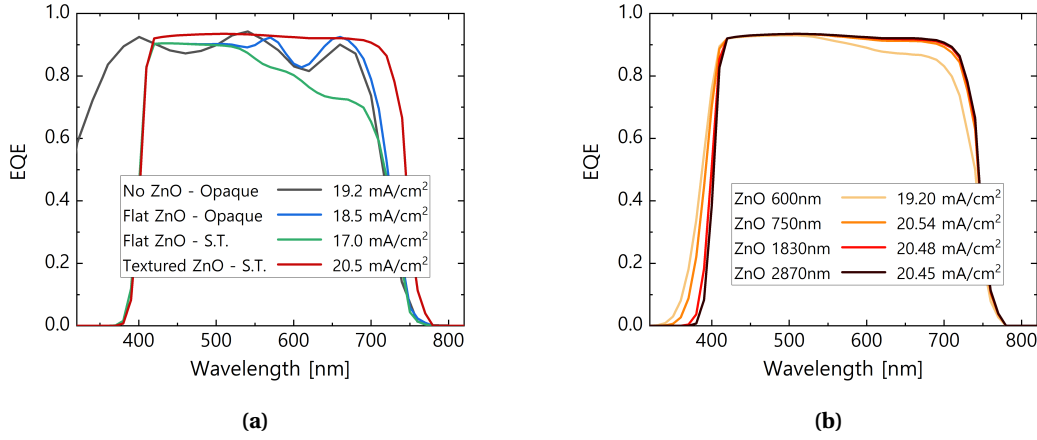 1.0
0.8
0.6
0.4
0.2
0.0
EQE
No ZnO - Opaque 19.2 mA/cm²
Flat ZnO - Opaque 18.5 mA/cm²
Flat ZnO - S.T. 17.0 mA/cm²
Textured ZnO - S.T. 20.5 mA/cm²
400 500 600 700 800
Wavelength [nm]
(a)
1.0
0.8
0.6
0.4
0.2
0.0
EQE
ZnO 600nm 19.20 mA/cm²
ZnO 750nm 20.54 mA/cm²
ZnO 1830nm 20.48 mA/cm²
ZnO 2870nm 20.45 mA/cm²
400 500 600 700 800
Wavelength [nm]
(b)